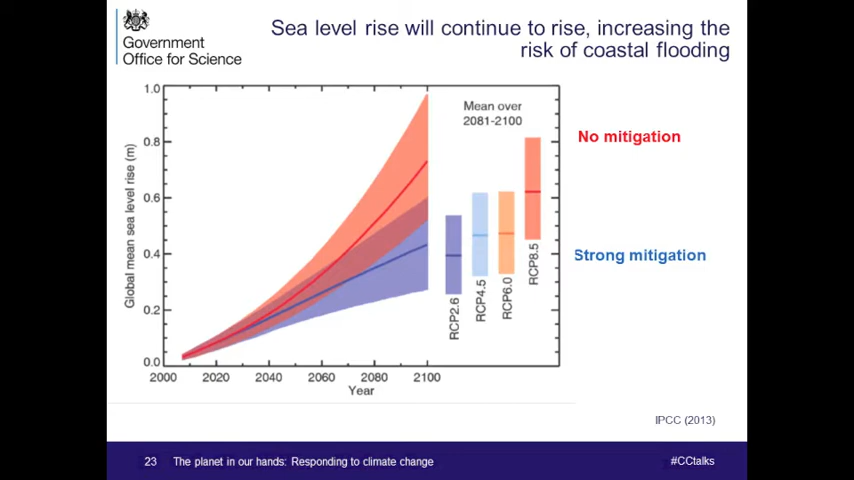 Government
Office for Science
Sea level rise will continue to rise, increasing the
risk of coastal flooding
1.0
0.8
0.6
0.4
0.2
0.0
Global mean sea level rise (m)
2000 2020 2040 2060 2080 2100
Year
Mean over
2081-2100
RCP2.6
RCP4.5
RCP6.0
RCP8.5
No mitigation
Strong mitigation
IPCC (2013)
23 The planet in our hands: Responding to climate change #CCtalks